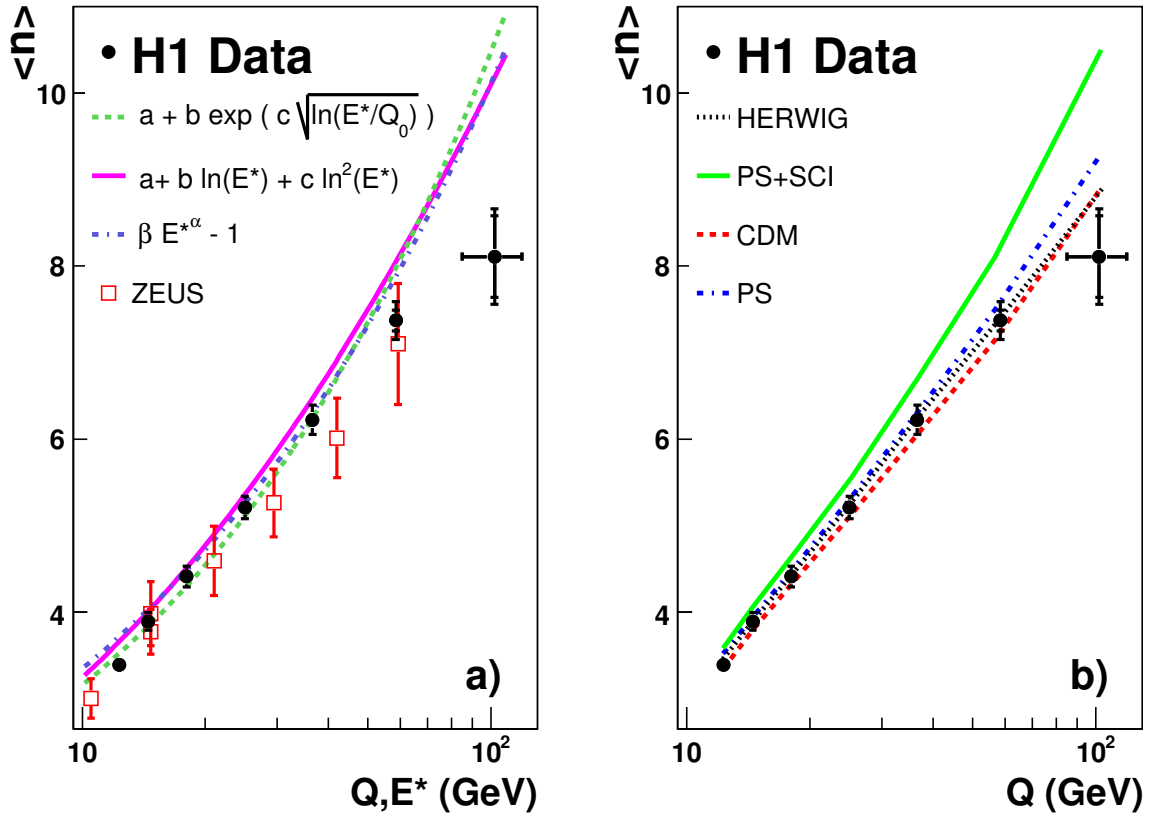 <n>
• H1 Data
a + b exp ( c √ln(E*/Q₀) )
a+ b ln(E*) + c ln²(E*)
β E*^α - 1
ZEUS
10
8
6
4
a)
10
10²
Q,E* (GeV)
<n>
• H1 Data
HERWIG
PS+SCI
CDM
PS
10
8
6
4
b)
10
10²
Q (GeV)